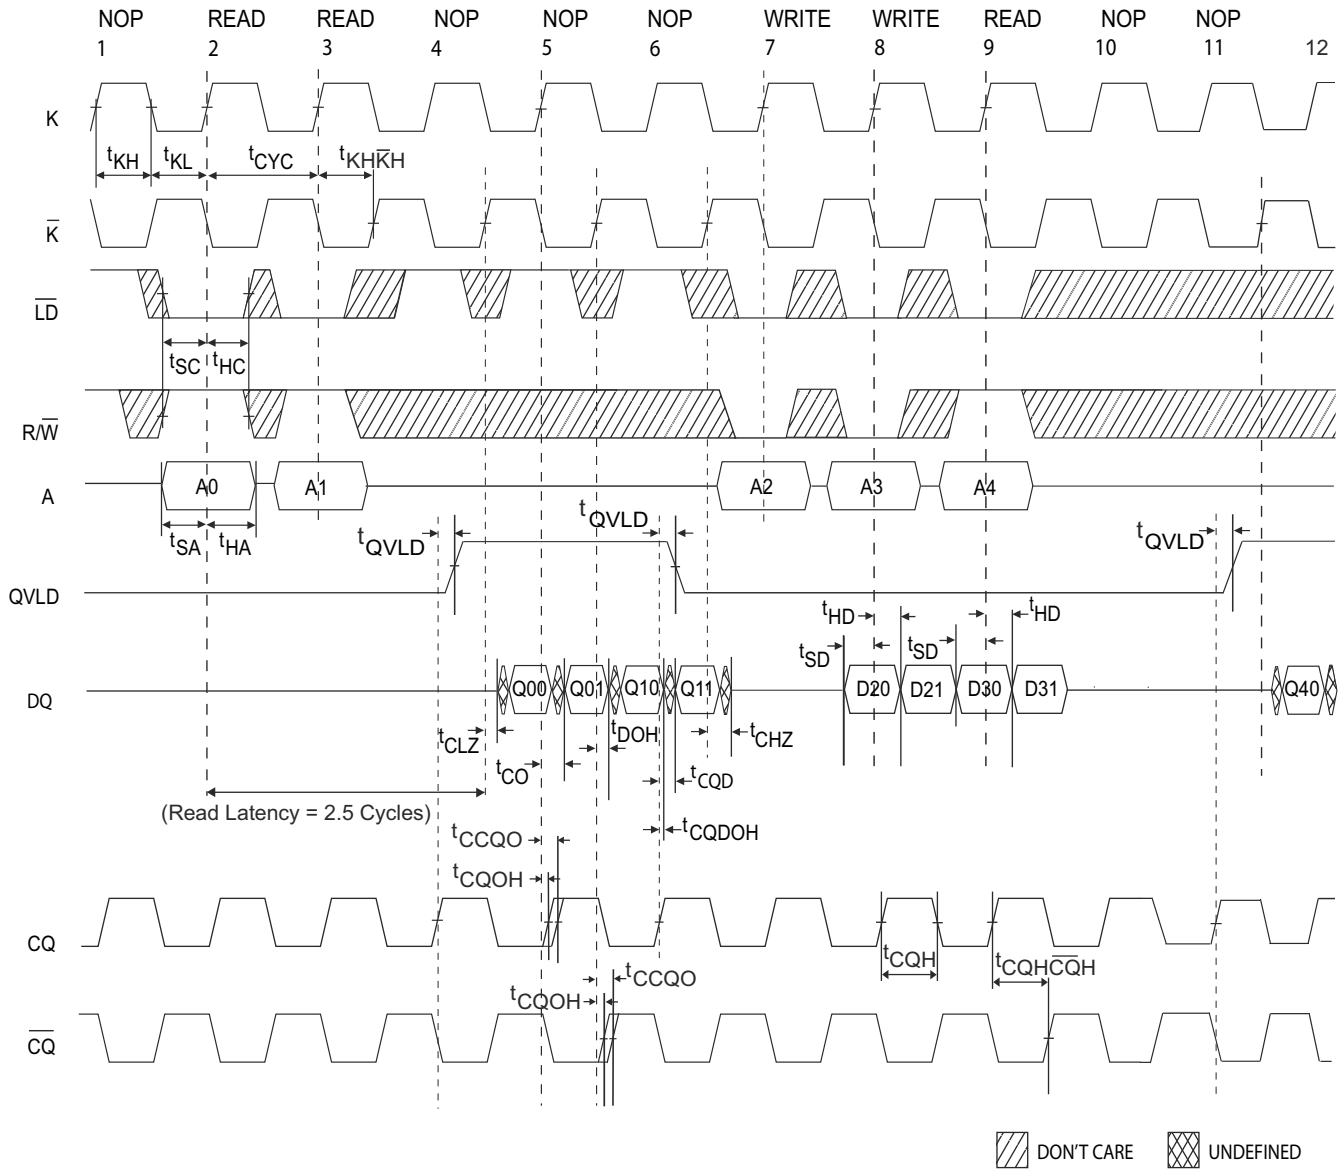 NOP READ READ NOP NOP NOP WRITE WRITE READ NOP NOP
1 2 3 4 5 6 7 8 9 10 11 12
K
tKH tKL tCYC tKHK̅H
K̅
L̅D̅
tSC tHC
R/W̅
A A0 A1 A2 A3 A4
tSA tHA tQVLD tQVLD tQVLD
QVLD
tHD tHD
tSD tSD
DQ Q00 Q01 Q10 Q11 D20 D21 D30 D31 Q40
tCLZ tDOH tCHZ
tCO tCQD
(Read Latency = 2.5 Cycles)
tCQDOH
tCCQO
tCQOH
CQ
tCQH tCQHC̅Q̅H
tCCQO
tCQOH
C̅Q̅
DON'T CARE UNDEFINED